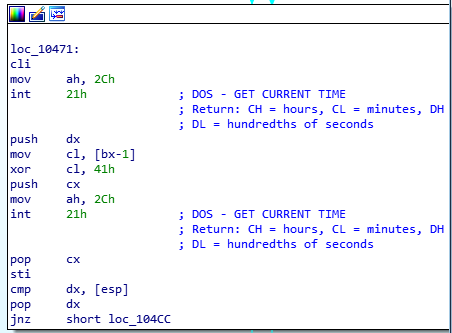 loc_10471:
cli
mov ah, 2Ch
int 21h ; DOS - GET CURRENT TIME
; Return: CH = hours, CL = minutes, DH
; DL = hundredths of seconds
push dx
mov cl, [bx-1]
xor cl, 41h
push cx
mov ah, 2Ch
int 21h ; DOS - GET CURRENT TIME
; Return: CH = hours, CL = minutes, DH
; DL = hundredths of seconds
pop cx
sti
cmp dx, [esp]
pop dx
jnz short loc_104CC